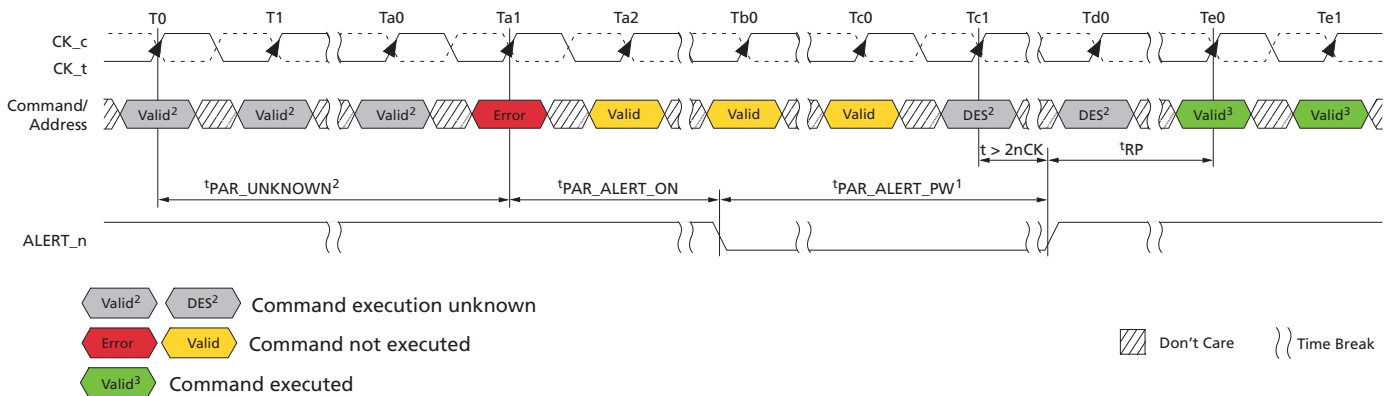 T0 T1 Ta0 Ta1 Ta2 Tb0 Tc0 Tc1 Td0 Te0 Te1
CK_c
CK_t
Command/
Address
Valid² Valid² Valid² Error Valid Valid Valid DES² DES² Valid³ Valid³
t > 2nCK
tRP
tPAR_UNKNOWN²
tPAR_ALERT_ON
tPAR_ALERT_PW¹
ALERT_n
Valid² DES² Command execution unknown
Error Valid Command not executed
Valid³ Command executed
Don't Care
Time Break